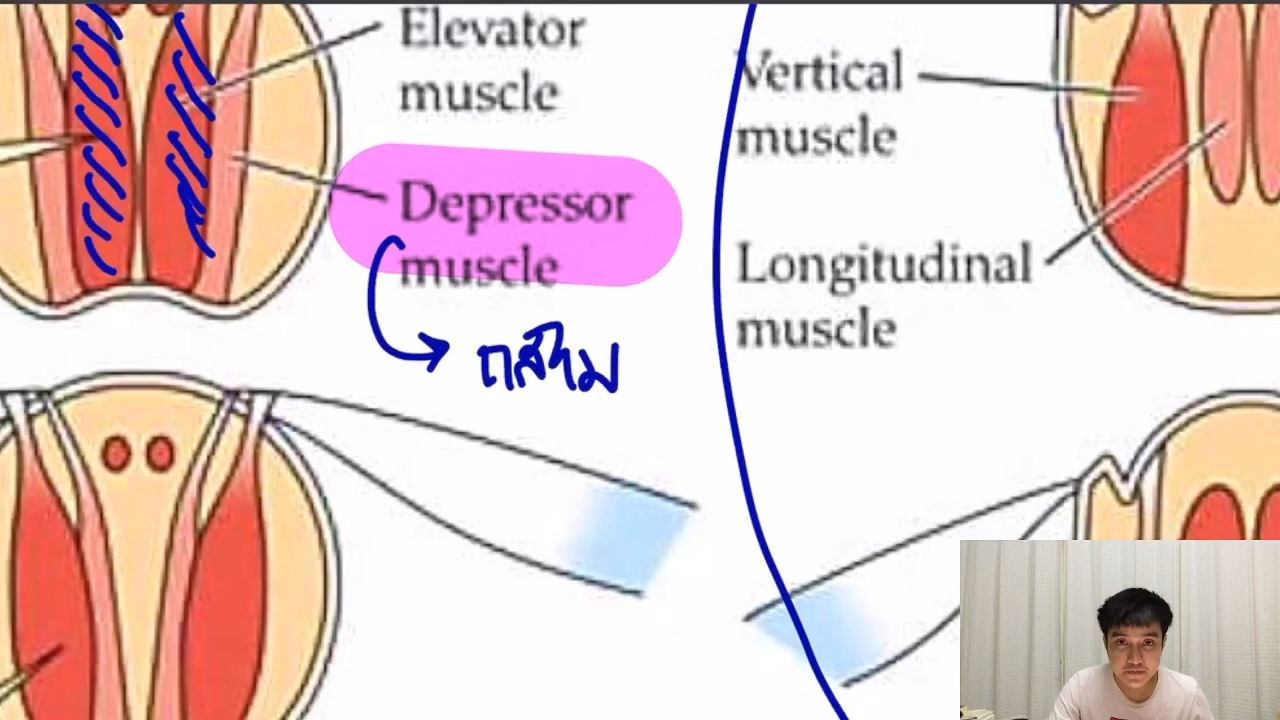 Elevator
muscle
Depressor
muscle
กล้าม
Vertical
muscle
Longitudinal
muscle